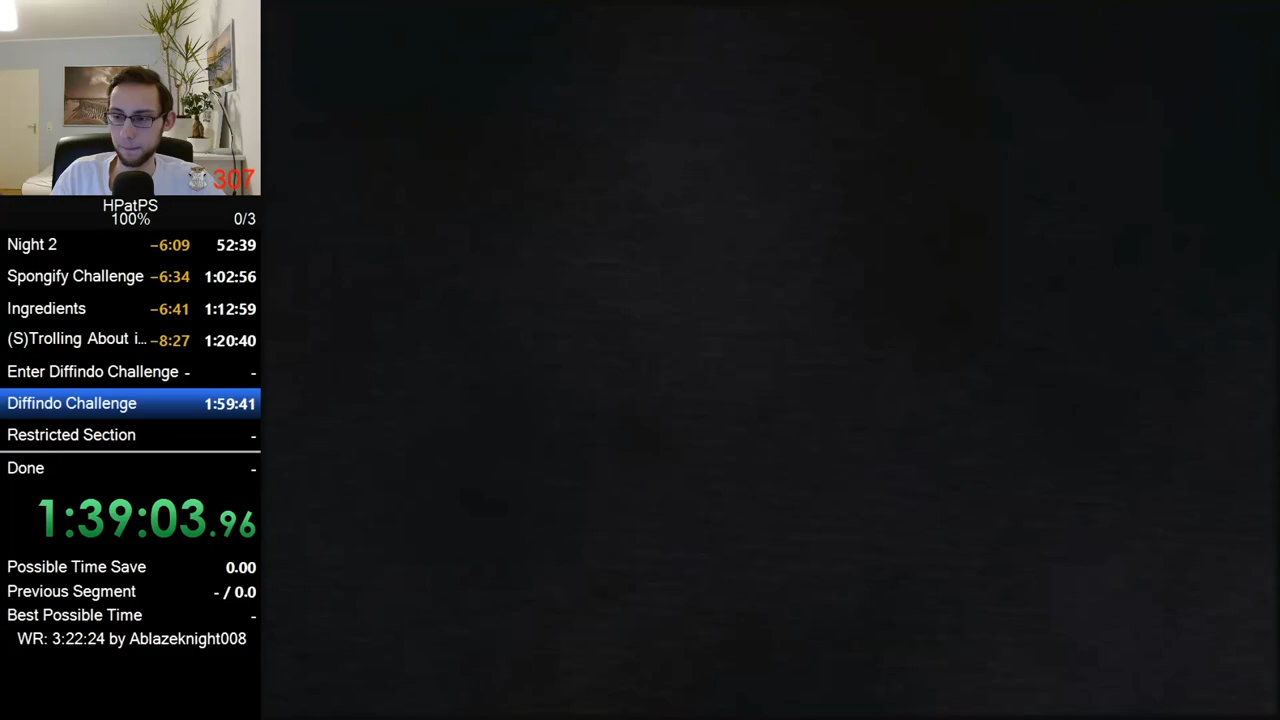 307
HPatPS
100% 0/3
Night 2 −6:09 52:39
Spongify Challenge −6:34 1:02:56
Ingredients −6:41 1:12:59
(S)Trolling About i... −8:27 1:20:40
Enter Diffindo Challenge - -
Diffindo Challenge 1:59:41
Restricted Section -
Done -
1:39:03.96
Possible Time Save 0.00
Previous Segment - / 0.0
Best Possible Time -
WR: 3:22:24 by Ablazeknight008